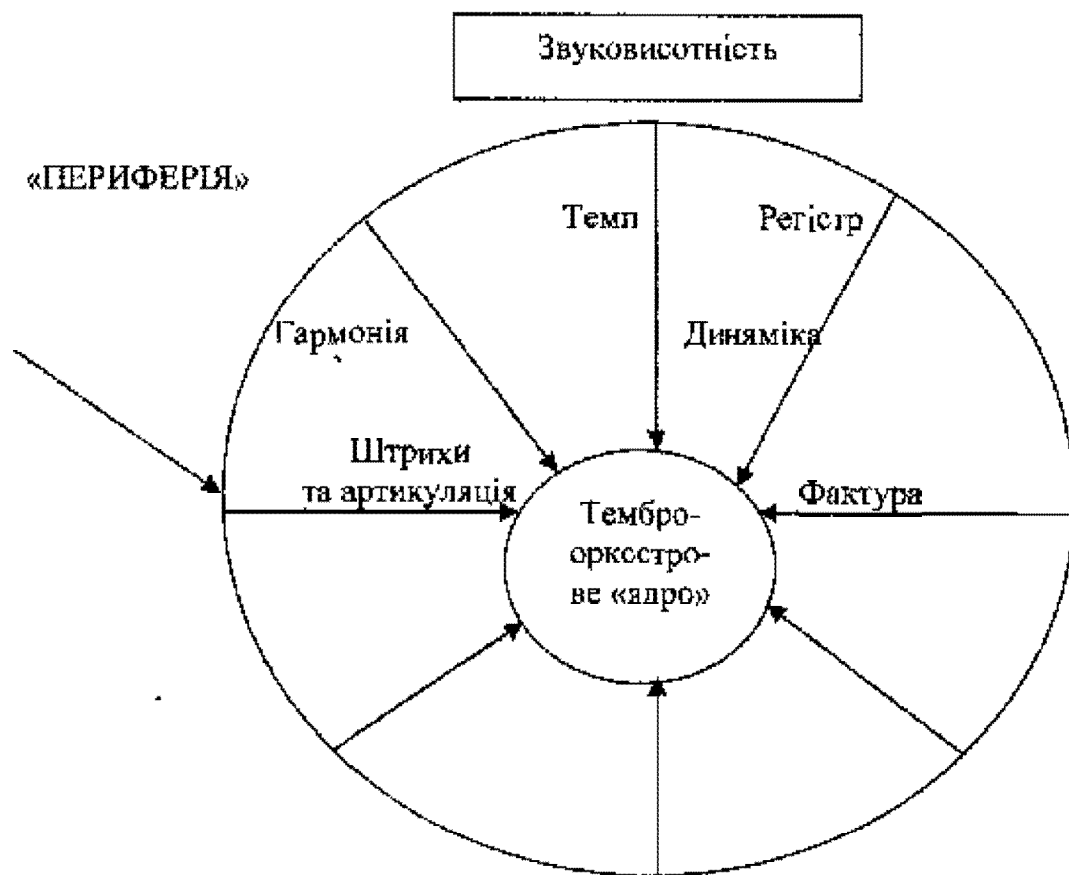 Звуковисотність
«ПЕРИФЕРІЯ»
Темп
Регістр
Гармонія
Динаміка
Штрихи
та артикуляція
Фактура
Тембро-
оркестро-
ве «ядро»